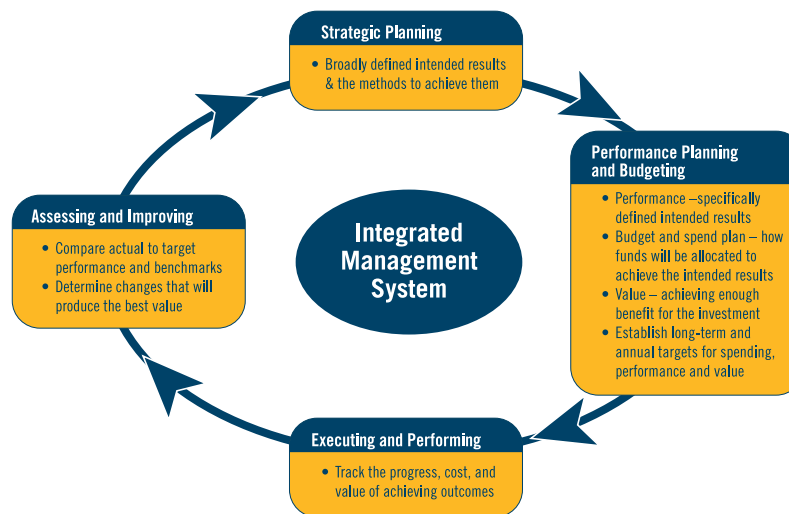 Strategic Planning
• Broadly defined intended results
& the methods to achieve them
Performance Planning
and Budgeting
• Performance –specifically
defined intended results
• Budget and spend plan – how
funds will be allocated to
achieve the intended results
• Value – achieving enough
benefit for the investment
• Establish long-term and
annual targets for spending,
performance and value
Assessing and Improving
• Compare actual to target
performance and benchmarks
• Determine changes that will
produce the best value
Integrated
Management
System
Executing and Performing
• Track the progress, cost, and
value of achieving outcomes